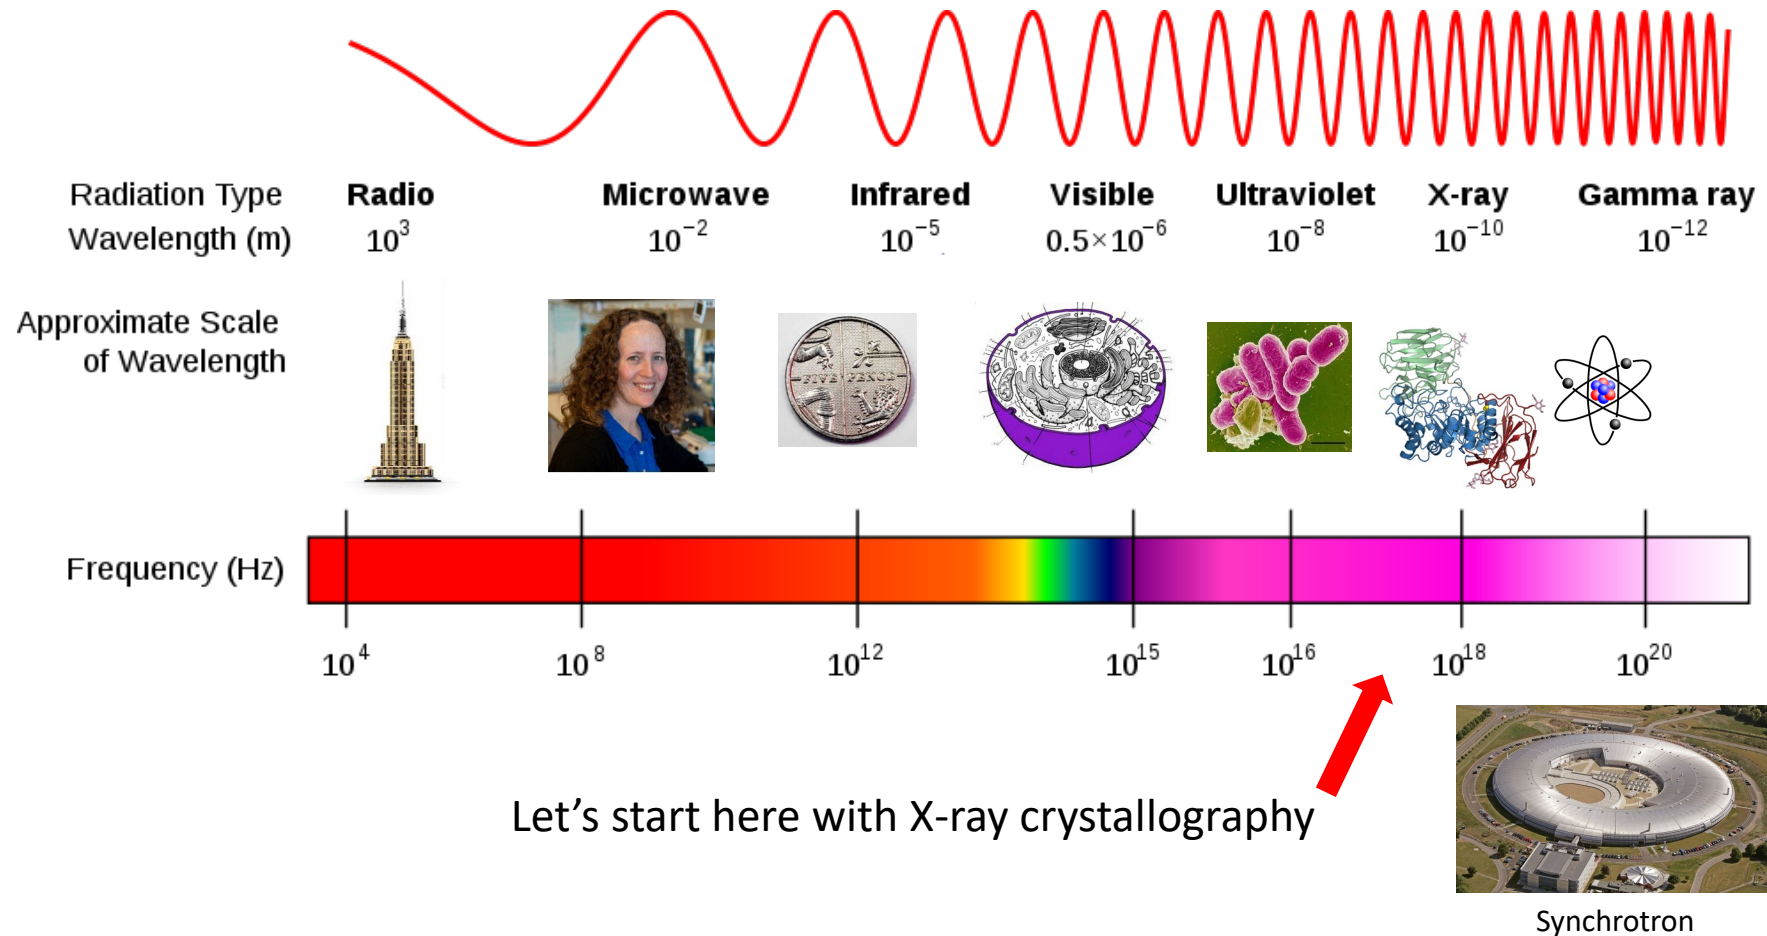 Radiation Type Radio Microwave Infrared Visible Ultraviolet X-ray Gamma ray
Wavelength (m) 10³ 10⁻² 10⁻⁵ 0.5×10⁻⁶ 10⁻⁸ 10⁻¹⁰ 10⁻¹²
Approximate Scale
of Wavelength
FIVE PENCE
Frequency (Hz)
10⁴ 10⁸ 10¹² 10¹⁵ 10¹⁶ 10¹⁸ 10²⁰
Let’s start here with X-ray crystallography
Synchrotron